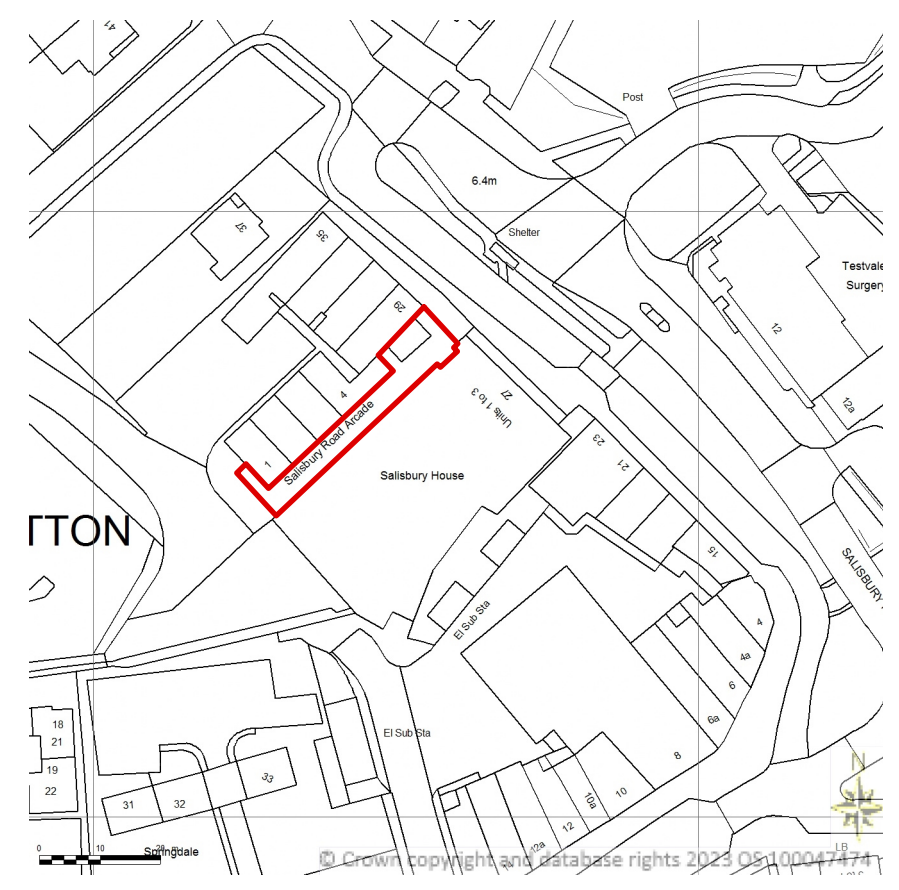 41
Post
6.4m
37
35
Shelter
Testvale
Surgery
29
12
4
27
Units 1 to 3
12a
Salisbury Road Arcade
23
1
Salisbury House
21
TTON
15
SALISBURY
El Sub Sta
4
4a
6
6a
18
21
El Sub Sta
8
19
22
33
10
31
32
10a
12
12a
N
0 10 20 m
Springdale
LB
© Crown copyright and database rights 2023 OS 100047474